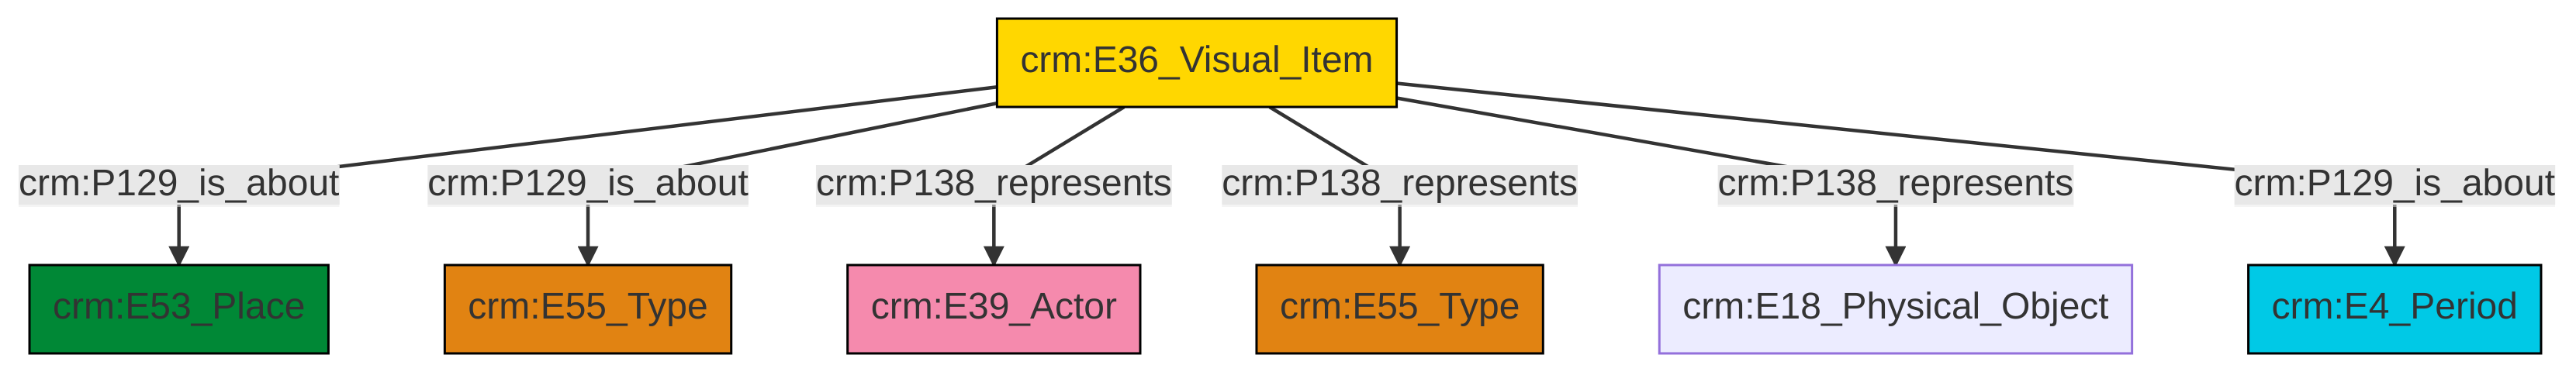 crm:E36_Visual_Item
crm:P129_is_about
crm:P129_is_about
crm:P138_represents
crm:P138_represents
crm:P138_represents
crm:P129_is_about
crm:E53_Place
crm:E55_Type
crm:E39_Actor
crm:E55_Type
crm:E18_Physical_Object
crm:E4_Period